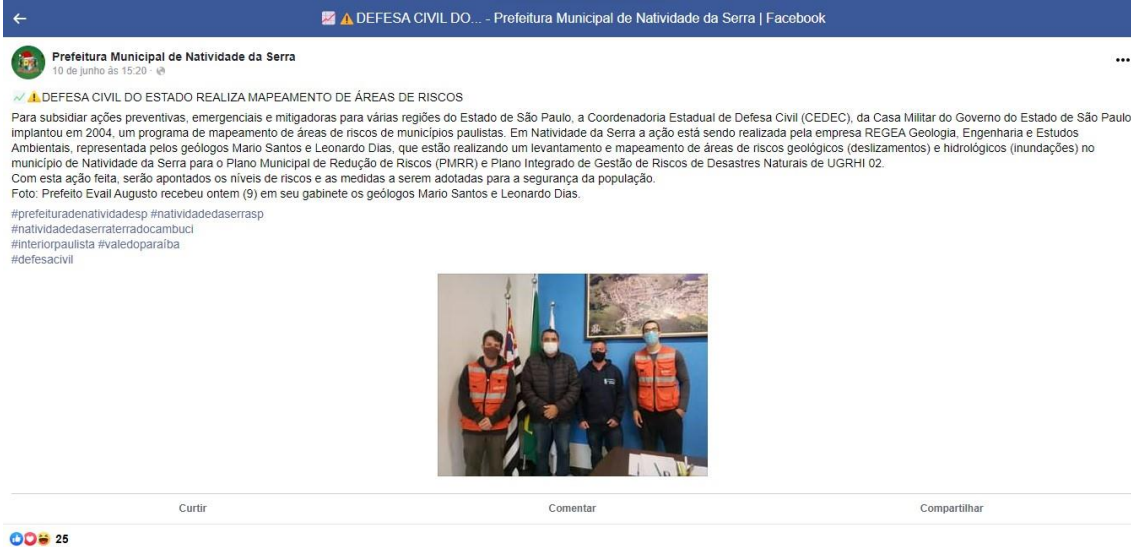 DEFESA CIVIL DO... - Prefeitura Municipal de Natividade da Serra | Facebook
Prefeitura Municipal de Natividade da Serra
10 de junho às 15:20 ·
DEFESA CIVIL DO ESTADO REALIZA MAPEAMENTO DE ÁREAS DE RISCOS
Para subsidiar ações preventivas, emergenciais e mitigadoras para várias regiões do Estado de São Paulo, a Coordenadoria Estadual de Defesa Civil (CEDEC), da Casa Militar do Governo do Estado de São Paulo
implantou em 2004, um programa de mapeamento de áreas de riscos de municípios paulistas. Em Natividade da Serra a ação está sendo realizada pela empresa REGEA Geologia, Engenharia e Estudos
Ambientais, representada pelos geólogos Mario Santos e Leonardo Dias, que estão realizando um levantamento e mapeamento de áreas de riscos geológicos (deslizamentos) e hidrológicos (inundações) no
município de Natividade da Serra para o Plano Municipal de Redução de Riscos (PMRR) e Plano Integrado de Gestão de Riscos de Desastres Naturais de UGRHI 02.
Com esta ação feita, serão apontados os níveis de riscos e as medidas a serem adotadas para a segurança da população.
Foto: Prefeito Evail Augusto recebeu ontem (9) em seu gabinete os geólogos Mario Santos e Leonardo Dias.
#prefeituradenatividadesp #natividadedaserrasp
#natividadedaserraterradocambuci
#interiorpaulista #valedoparaíba
#defesacivil
Curtir Comentar Compartilhar
25